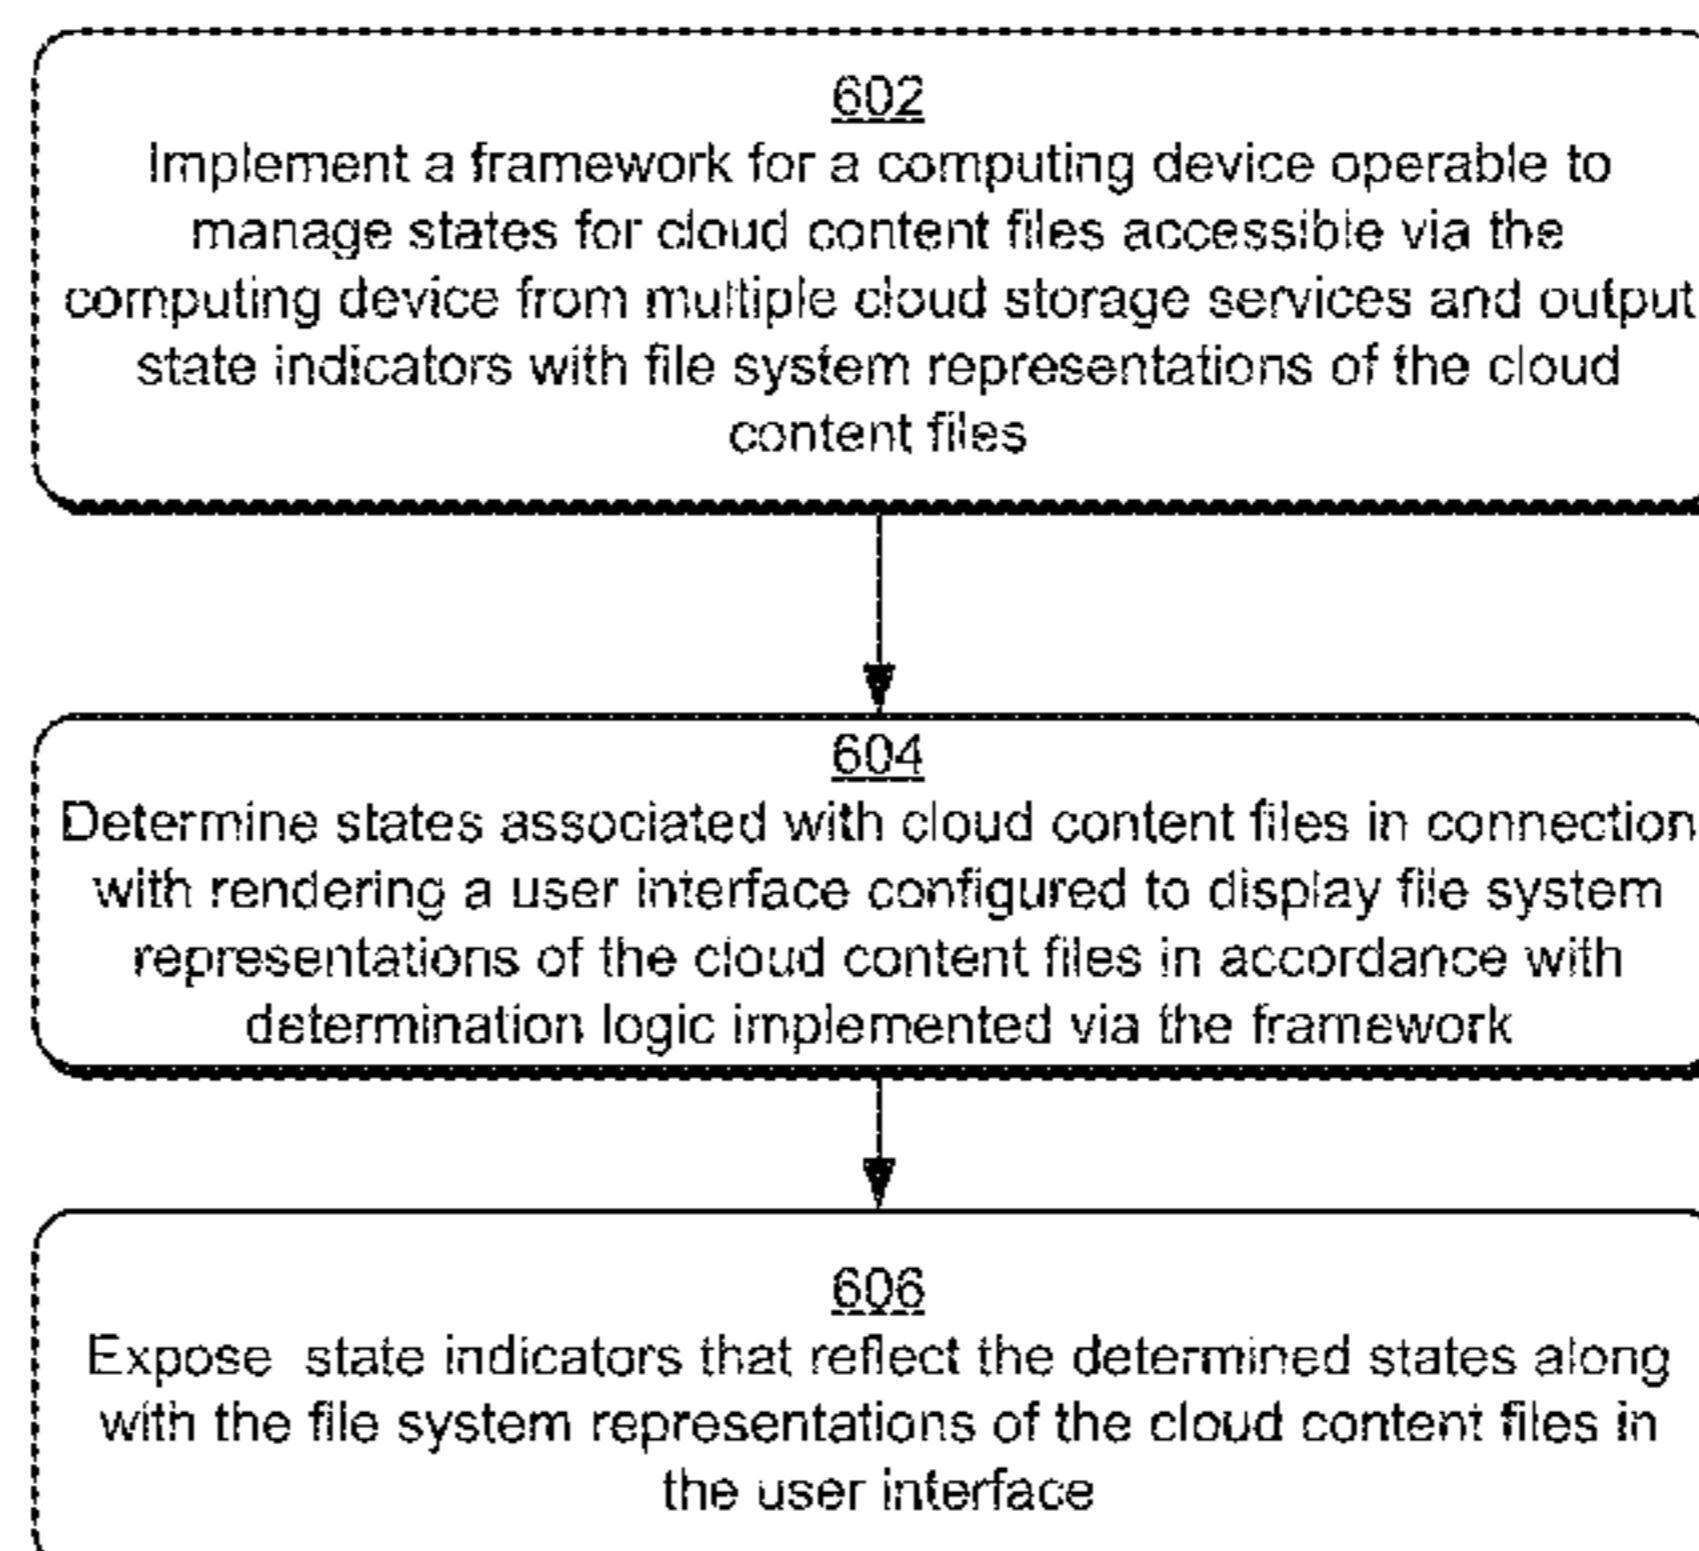 602
Implement a framework for a computing device operable to
manage states for cloud content files accessible via the
computing device from multiple cloud storage services and output
state indicators with file system representations of the cloud
content files
604
Determine states associated with cloud content files in connection
with rendering a user interface configured to display file system
representations of the cloud content files in accordance with
determination logic implemented via the framework
606
Expose state indicators that reflect the determined states along
with the file system representations of the cloud content files in
the user interface